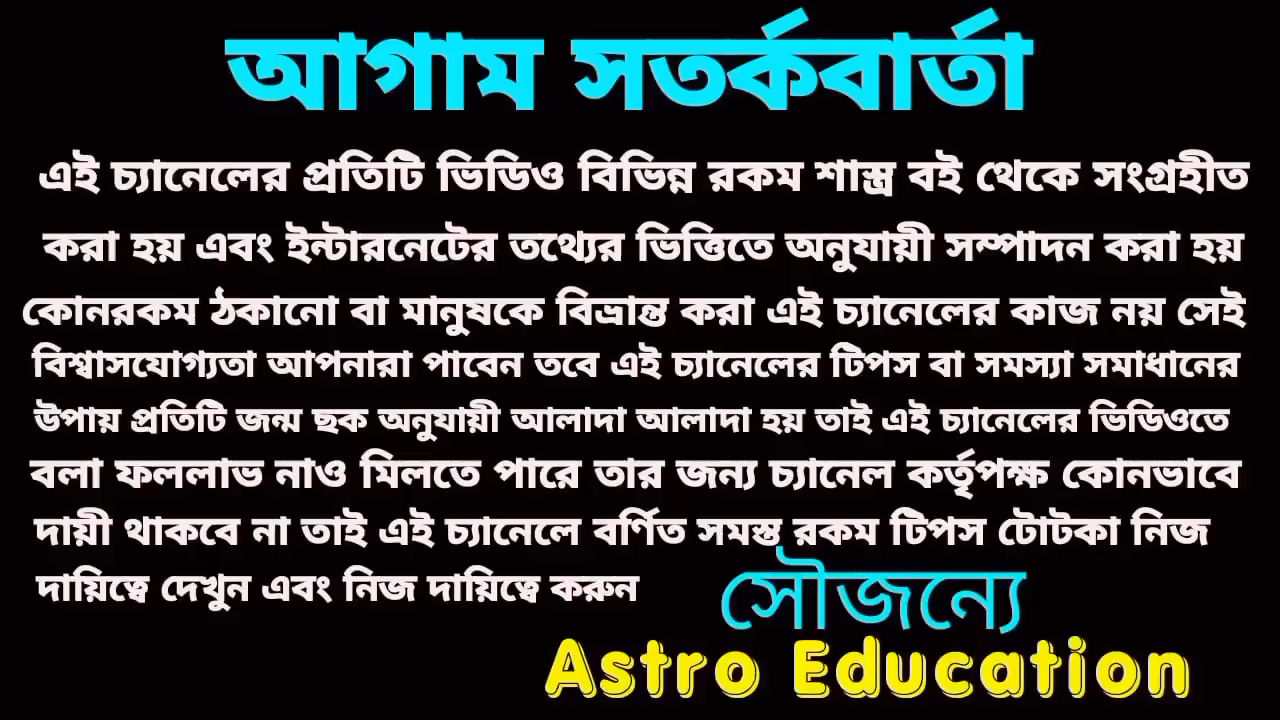 আগাম সতর্কবার্তা
এই চ্যানেলের প্রতিটি ভিডিও বিভিন্ন রকম শাস্ত্র বই থেকে সংগ্রহীত
করা হয় এবং ইন্টারনেটের তথ্যের ভিত্তিতে অনুযায়ী সম্পাদন করা হয়
কোনরকম ঠকানো বা মানুষকে বিভ্রান্ত করা এই চ্যানেলের কাজ নয় সেই
বিশ্বাসযোগ্যতা আপনারা পাবেন তবে এই চ্যানেলের টিপস বা সমস্যা সমাধানের
উপায় প্রতিটি জন্ম ছক অনুযায়ী আলাদা আলাদা হয় তাই এই চ্যানেলের ভিডিওতে
বলা ফললাভ নাও মিলতে পারে তার জন্য চ্যানেল কর্তৃপক্ষ কোনভাবে
দায়ী থাকবে না তাই এই চ্যানেলে বর্ণিত সমস্ত রকম টিপস টোটকা নিজ
দায়িত্বে দেখুন এবং নিজ দায়িত্বে করুন
সৌজন্যে
Astro Education